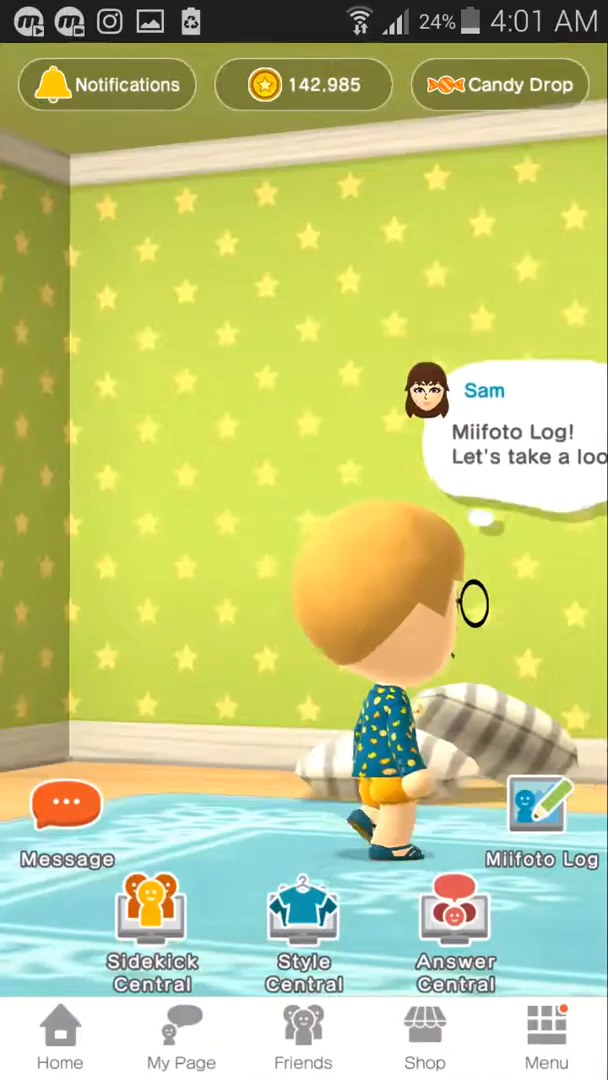 24% 4:01 AM
Notifications
142,985
Candy Drop
Sam
Miifoto Log!
Let's take a loo
Message
Miifoto Log
Sidekick
Central
Style
Central
Answer
Central
Home
My Page
Friends
Shop
Menu